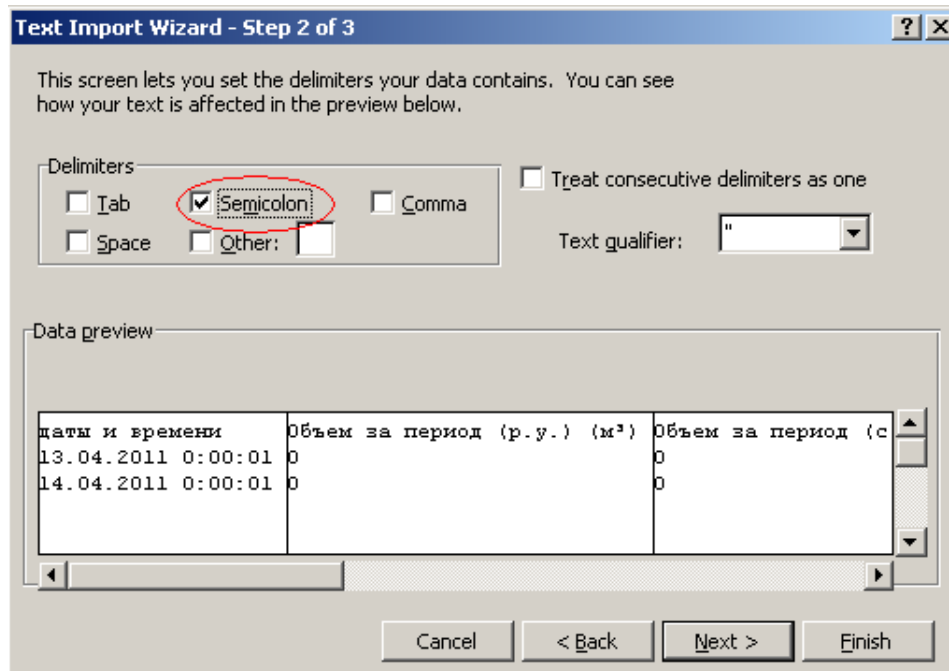 Text Import Wizard - Step 2 of 3
This screen lets you set the delimiters your data contains. You can see
how your text is affected in the preview below.
Delimiters
Tab Semicolon Comma
Space Other:
Treat consecutive delimiters as one
Text qualifier: "
Data preview
даты и времени Объем за период (р.у.) (м³) Объем за период (с
13.04.2011 0:00:01 0 0
14.04.2011 0:00:01 0 0
Cancel < Back Next > Finish